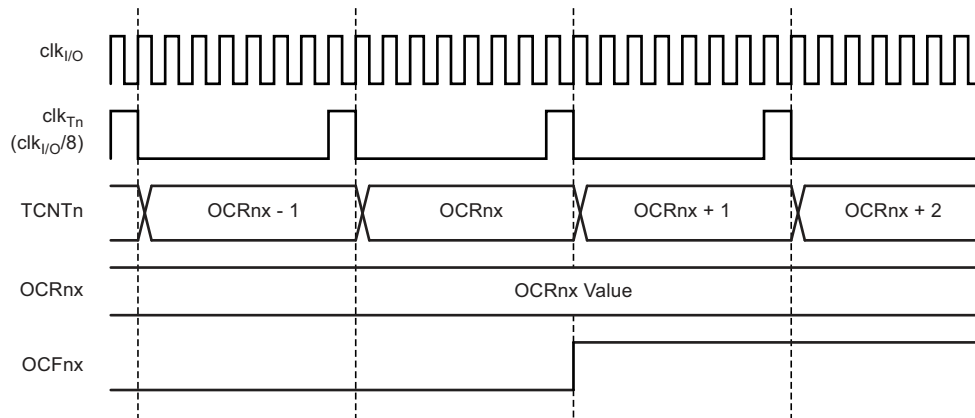 clkI/O
clkTn
(clkI/O/8)
TCNTn OCRnx - 1 OCRnx OCRnx + 1 OCRnx + 2
OCRnx OCRnx Value
OCFnx